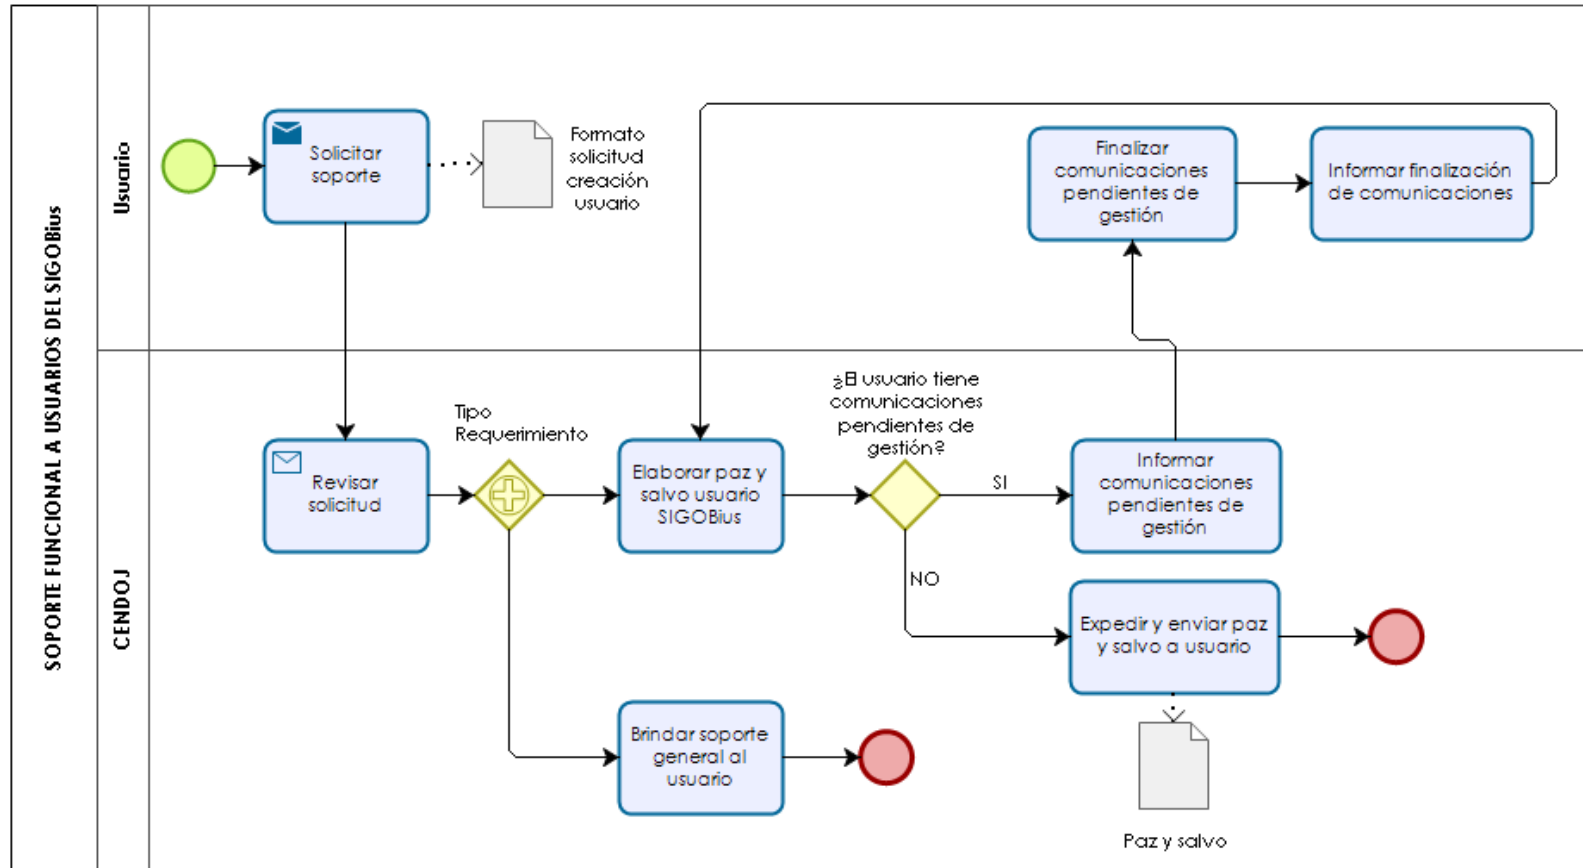 SOPORTE FUNCIONAL A USUARIOS DEL SIGOBius
Usuario
Solicitar
soporte
Formato
solicitud
creación
usuario
Finalizar
comunicaciones
pendientes de
gestión
Informar finalización
de comunicaciones
CENDOJ
Revisar
solicitud
Tipo
Requerimiento
Elaborar paz y
salvo usuario
SIGOBius
¿El usuario tiene
comunicaciones
pendientes de
gestión?
SI
Informar
comunicaciones
pendientes de
gestión
NO
Expedir y enviar paz
y salvo a usuario
Brindar soporte
general al
usuario
Paz y salvo